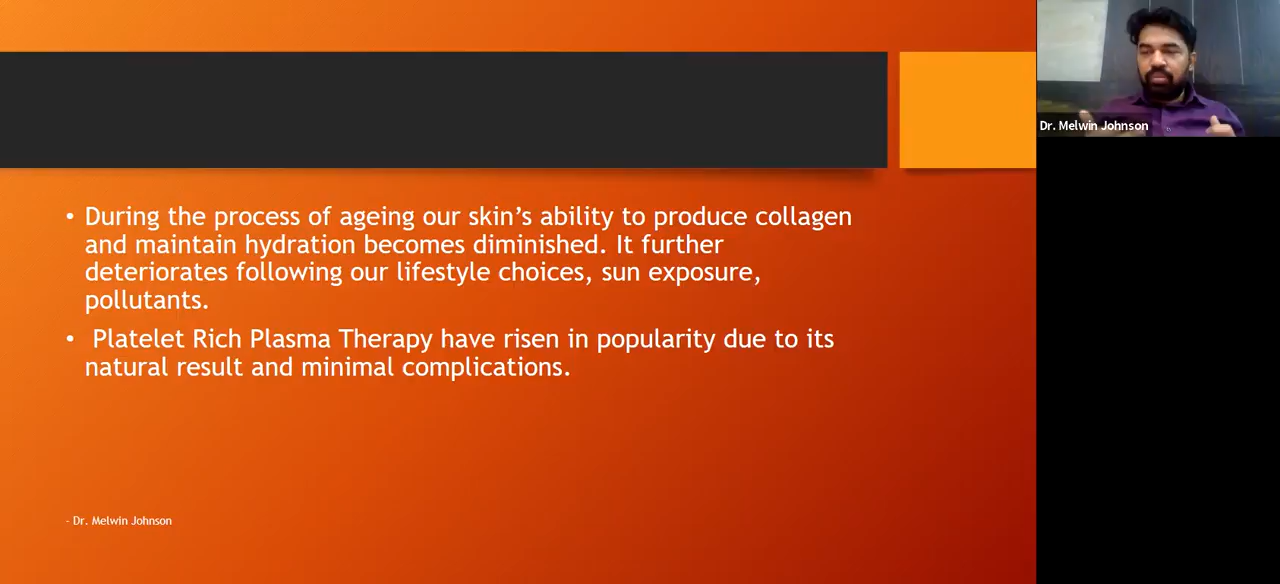 • During the process of ageing our skin’s ability to produce collagen
and maintain hydration becomes diminished. It further
deteriorates following our lifestyle choices, sun exposure,
pollutants.
• Platelet Rich Plasma Therapy have risen in popularity due to its
natural result and minimal complications.
- Dr. Melwin Johnson
Dr. Melwin Johnson